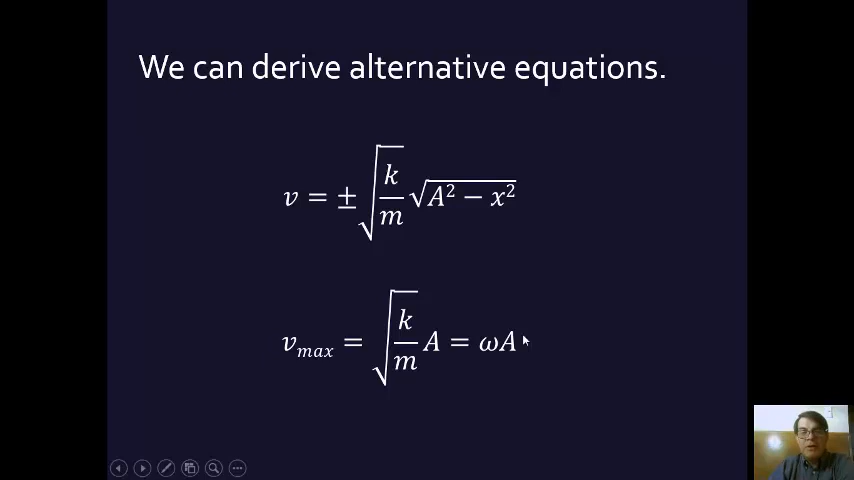 We can derive alternative equations.
v = ±√(k/m) √(A² − x²)
v_max = √(k/m) A = ωA